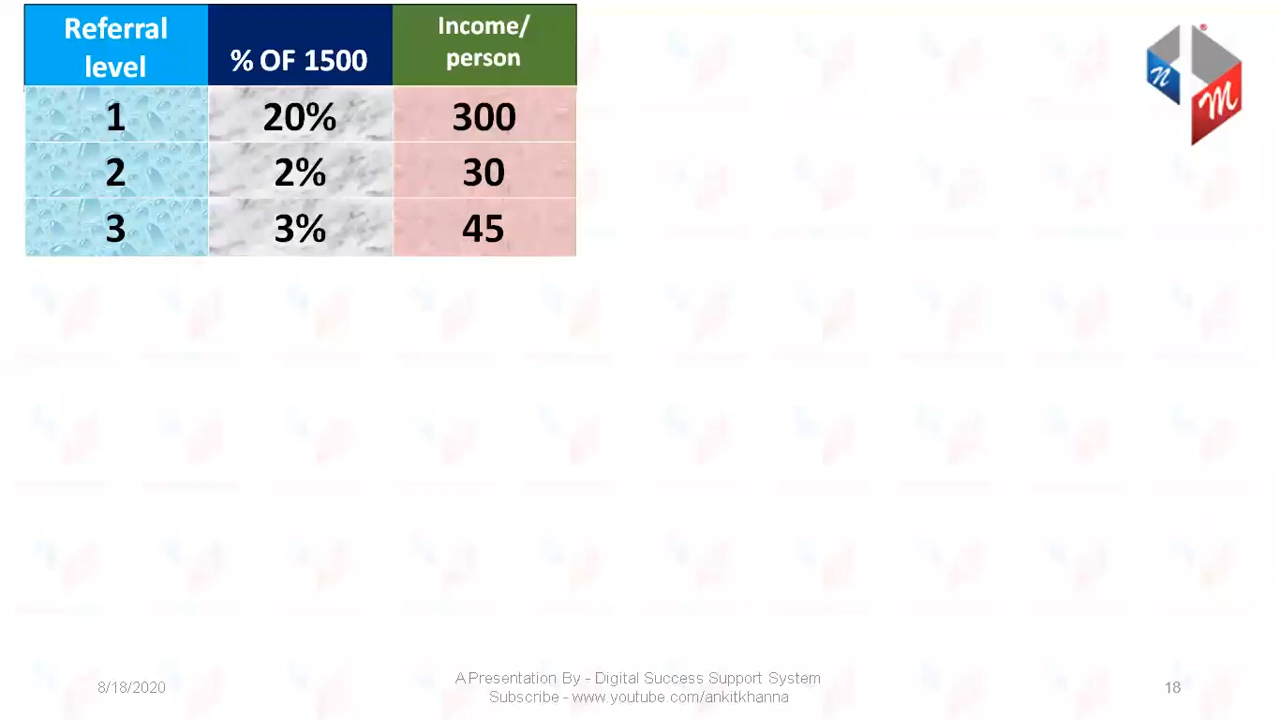 Referral level
% OF 1500
Income/
person
1
20%
300
2
2%
30
3
3%
45
n
M
8/18/2020
A Presentation By - Digital Success Support System
Subscribe - www.youtube.com/ankitkhanna
18